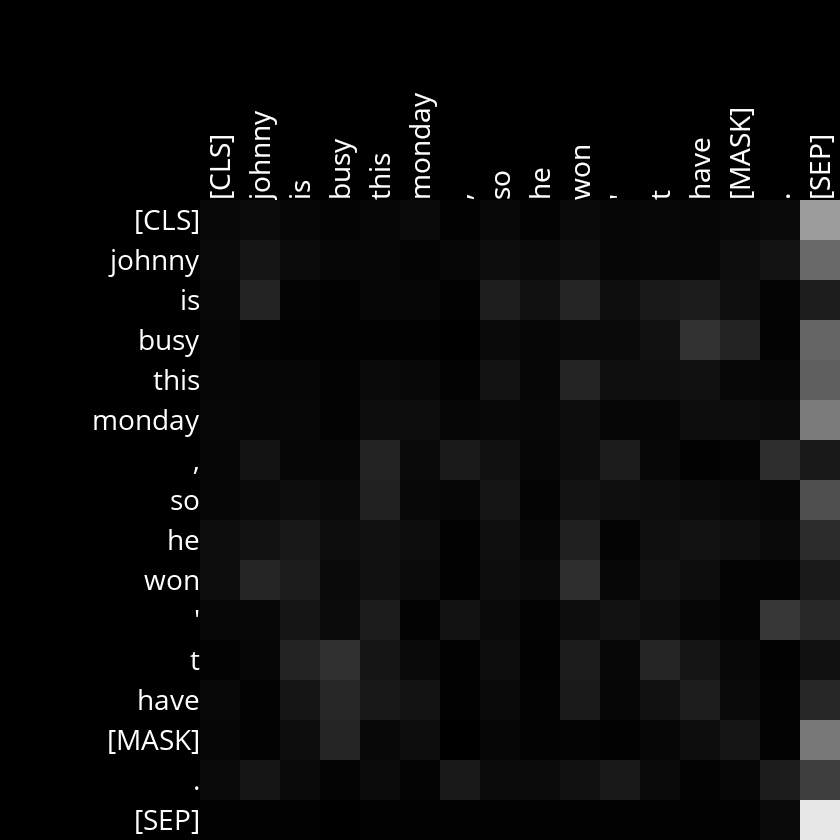 [CLS] johnny is busy this monday , so he won ' t have [MASK] . [SEP]
[CLS]
johnny
is
busy
this
monday
,
so
he
won
'
t
have
[MASK]
.
[SEP]